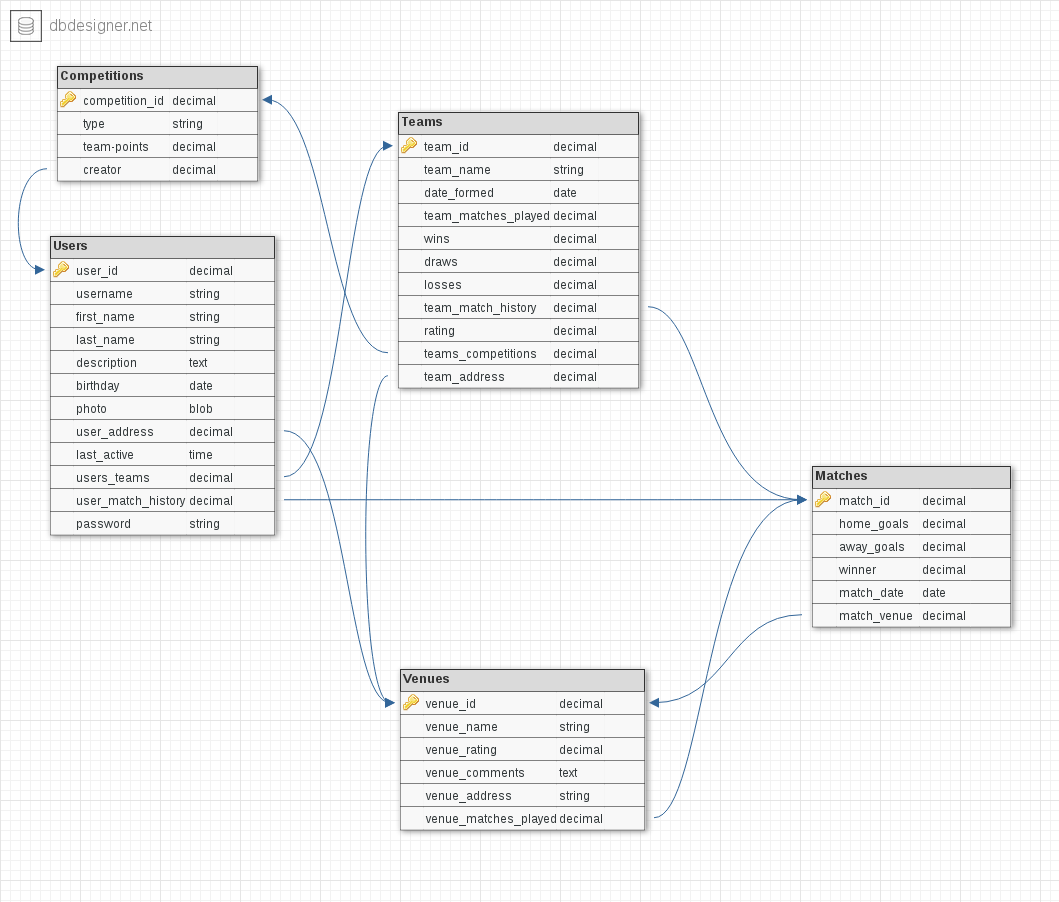 dbdesigner.net
Competitions
competition_id decimal
type string
team-points decimal
creator decimal
Users
user_id decimal
username string
first_name string
last_name string
description text
birthday date
photo blob
user_address decimal
last_active time
users_teams decimal
user_match_history decimal
password string
Teams
team_id decimal
team_name string
date_formed date
team_matches_played decimal
wins decimal
draws decimal
losses decimal
team_match_history decimal
rating decimal
teams_competitions decimal
team_address decimal
Matches
match_id decimal
home_goals decimal
away_goals decimal
winner decimal
match_date date
match_venue decimal
Venues
venue_id decimal
venue_name string
venue_rating decimal
venue_comments text
venue_address string
venue_matches_played decimal